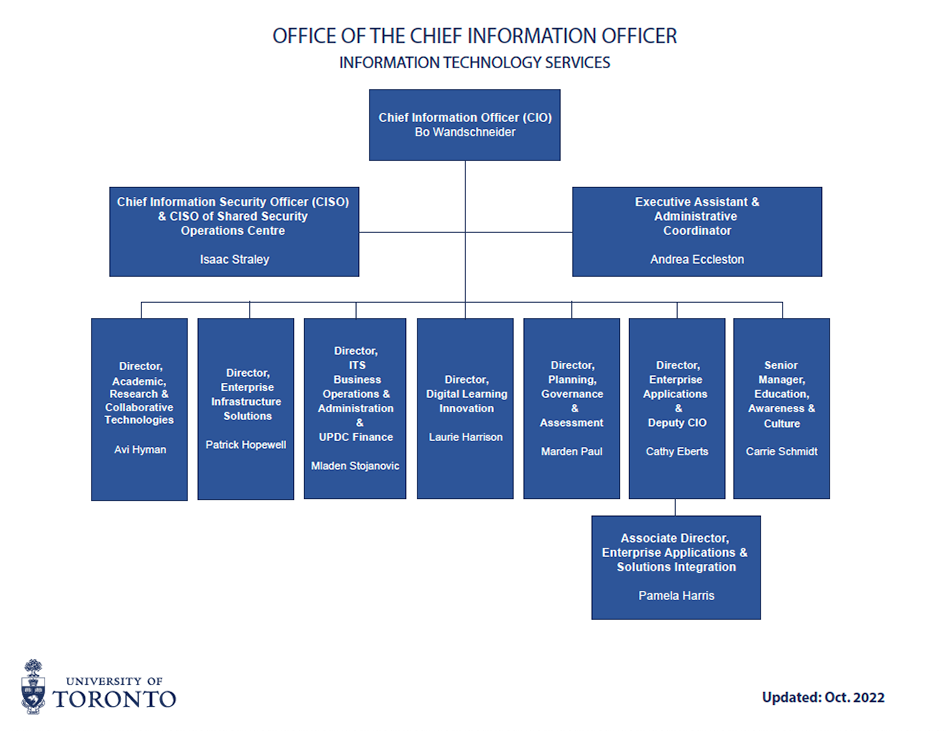 OFFICE OF THE CHIEF INFORMATION OFFICER
INFORMATION TECHNOLOGY SERVICES
Chief Information Officer (CIO)
Bo Wandschneider
Chief Information Security Officer (CISO)
& CISO of Shared Security
Operations Centre
Isaac Straley
Executive Assistant &
Administrative
Coordinator
Andrea Eccleston
Director,
Academic,
Research &
Collaborative
Technologies
Avi Hyman
Director,
Enterprise
Infrastructure
Solutions
Patrick Hopewell
Director,
ITS
Business
Operations &
Administration
&
UPDC Finance
Mladen Stojanovic
Director,
Digital Learning
Innovation
Laurie Harrison
Director,
Planning,
Governance
&
Assessment
Marden Paul
Director,
Enterprise
Applications
&
Deputy CIO
Cathy Eberts
Senior
Manager,
Education,
Awareness &
Culture
Carrie Schmidt
Associate Director,
Enterprise Applications &
Solutions Integration
Pamela Harris
UNIVERSITY OF
TORONTO
Updated: Oct. 2022